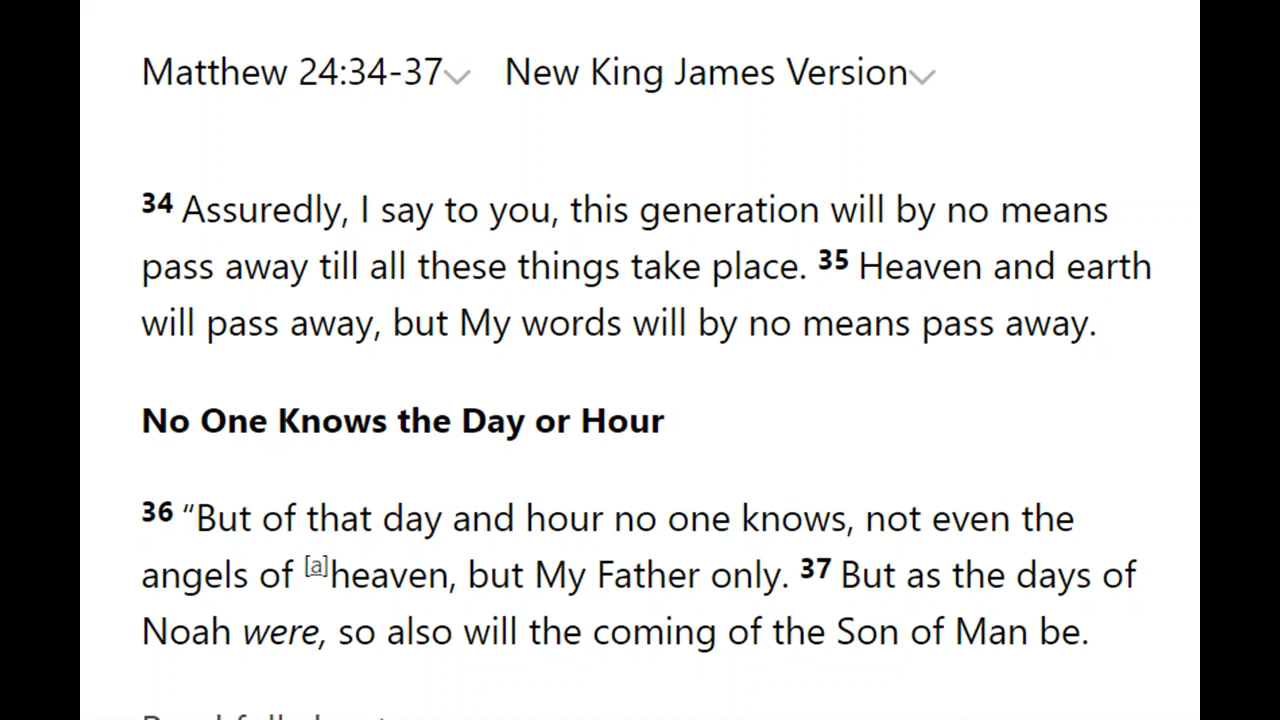 Matthew 24:34-37 New King James Version
34 Assuredly, I say to you, this generation will by no means
pass away till all these things take place. 35 Heaven and earth
will pass away, but My words will by no means pass away.
No One Knows the Day or Hour
36 “But of that day and hour no one knows, not even the
angels of [a]heaven, but My Father only. 37 But as the days of
Noah were, so also will the coming of the Son of Man be.